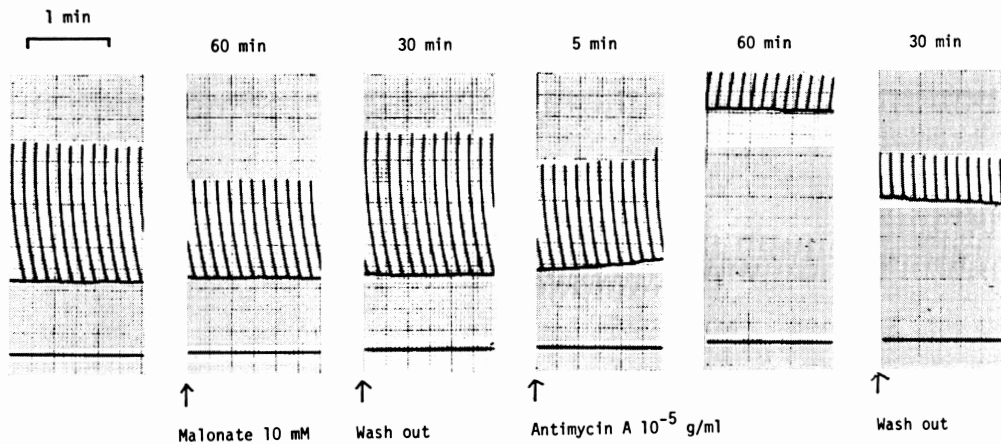 1 min
60 min
30 min
5 min
60 min
30 min
Malonate 10 mM
Wash out
Antimycin A 10⁻⁵ g/ml
Wash out